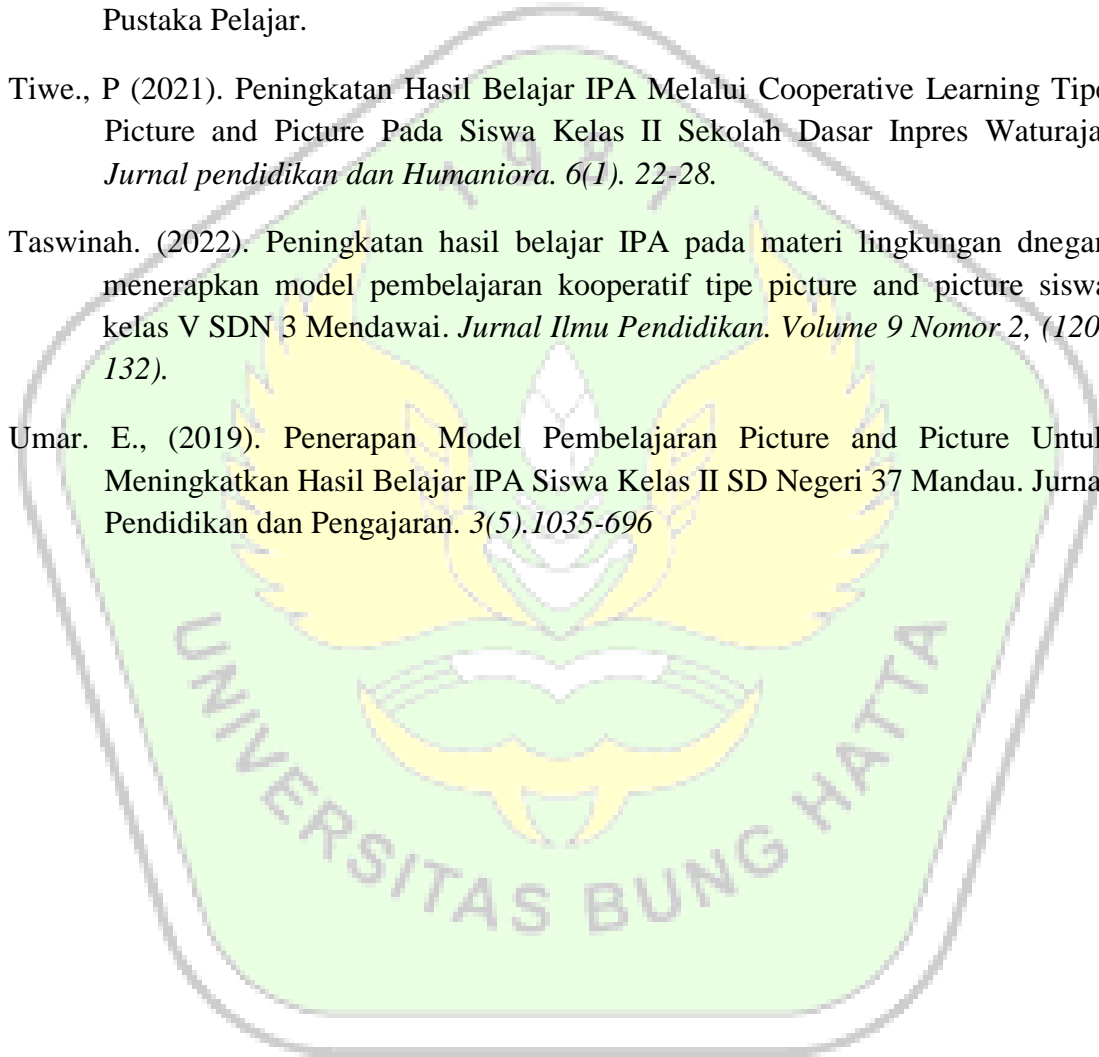 Pustaka Pelajar.
Tiwe., P (2021). Peningkatan Hasil Belajar IPA Melalui Cooperative Learning Tipe
Picture and Picture Pada Siswa Kelas II Sekolah Dasar Inpres Waturaja
Jurnal pendidikan dan Humaniora. 6(1). 22-28.
Taswinah. (2022). Peningkatan hasil belajar IPA pada materi lingkungan dnegan
menerapkan model pembelajaran kooperatif tipe picture and picture siswa
kelas V SDN 3 Mendawai. Jurnal Ilmu Pendidikan. Volume 9 Nomor 2, (120
132).
Umar. E., (2019). Penerapan Model Pembelajaran Picture and Picture Untuk
Meningkatkan Hasil Belajar IPA Siswa Kelas II SD Negeri 37 Mandau. Jurna
Pendidikan dan Pengajaran. 3(5).1035-696
1981
UNIVERSITAS BUNG HATTA